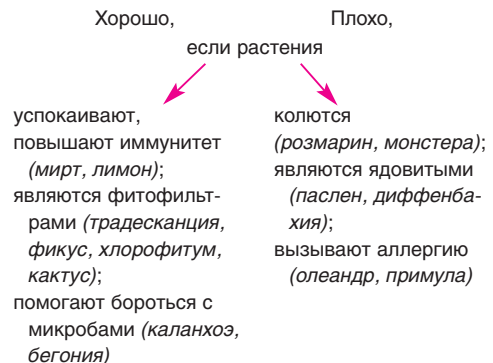 Хорошо, Плохо,
если растения
успокаивают,
повышают иммунитет
(мирт, лимон);
являются фитофильт-
рами (традесканция,
фикус, хлорофитум,
кактус);
помогают бороться с
микробами (каланхоэ,
бегония)
колются
(розмарин, монстера);
являются ядовитыми
(паслен, диффенба-
хия);
вызывают аллергию
(олеандр, примула)